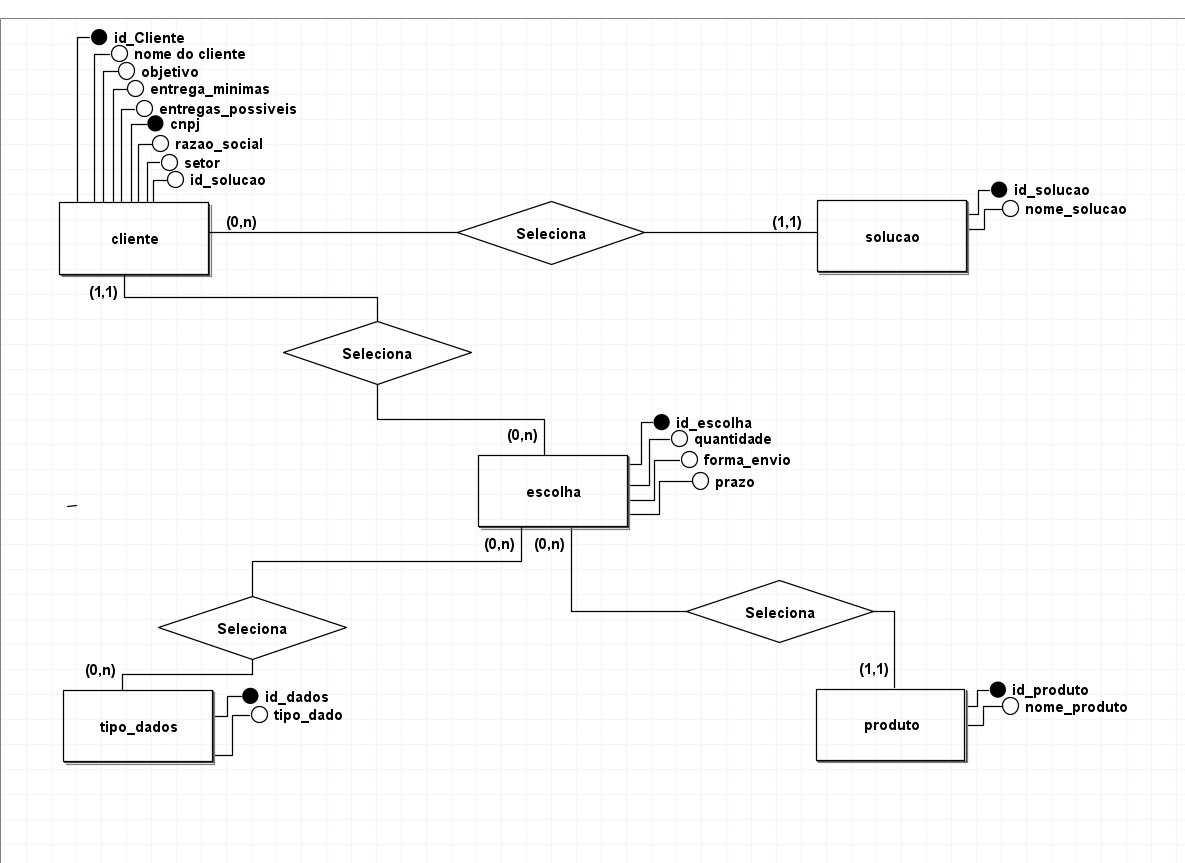 id_Cliente
nome do cliente
objetivo
entrega_minimas
entregas_possiveis
cnpj
razao_social
setor
id_solucao
cliente
(0,n)
Seleciona
(1,1)
solucao
id_solucao
nome_solucao
(1,1)
Seleciona
(0,n)
escolha
id_escolha
quantidade
forma_envio
prazo
(0,n)
(0,n)
Seleciona
Seleciona
(0,n)
(1,1)
tipo_dados
id_dados
tipo_dado
produto
id_produto
nome_produto